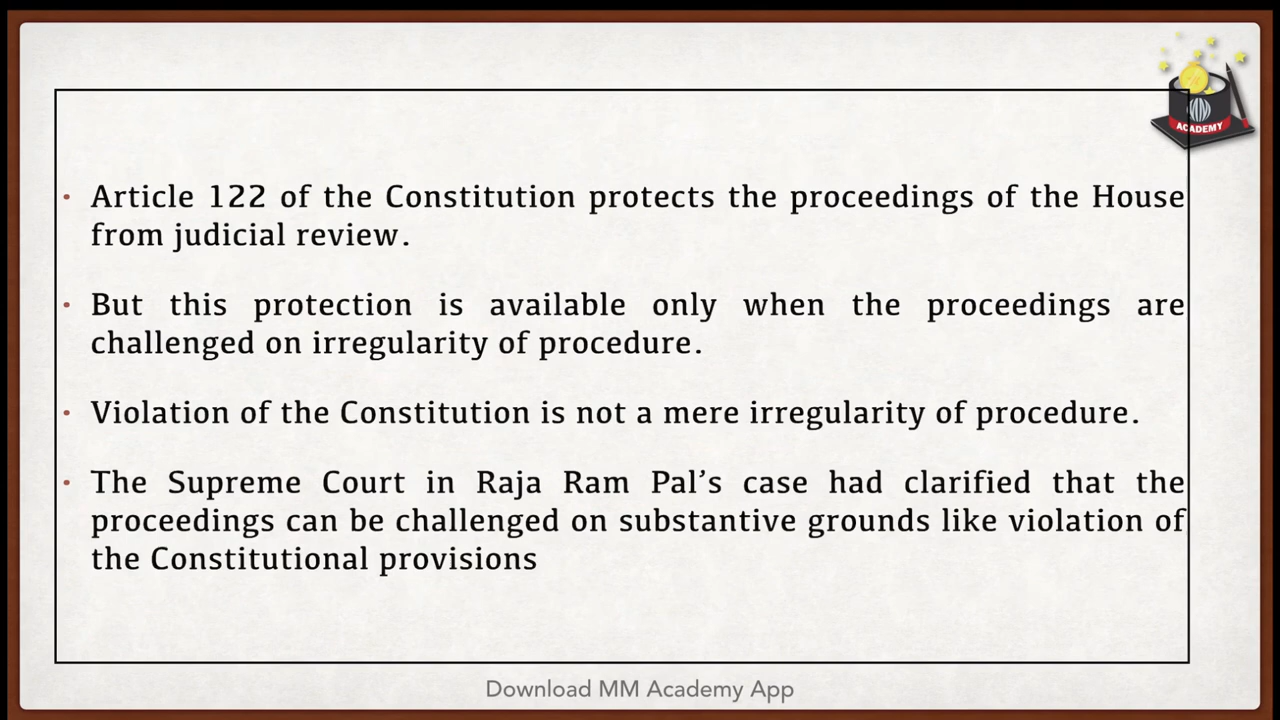 ACADEMY
• Article 122 of the Constitution protects the proceedings of the House
from judicial review.
• But this protection is available only when the proceedings are
challenged on irregularity of procedure.
• Violation of the Constitution is not a mere irregularity of procedure.
• The Supreme Court in Raja Ram Pal’s case had clarified that the
proceedings can be challenged on substantive grounds like violation of
the Constitutional provisions
Download MM Academy App